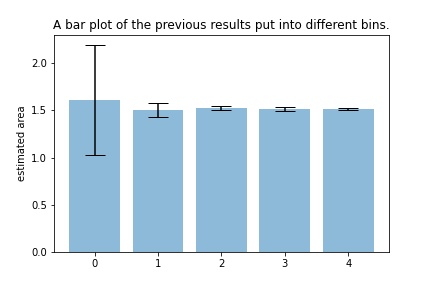 A bar plot of the previous results put into different bins.
2.0
1.5
1.0
0.5
0.0
estimated area
0 1 2 3 4